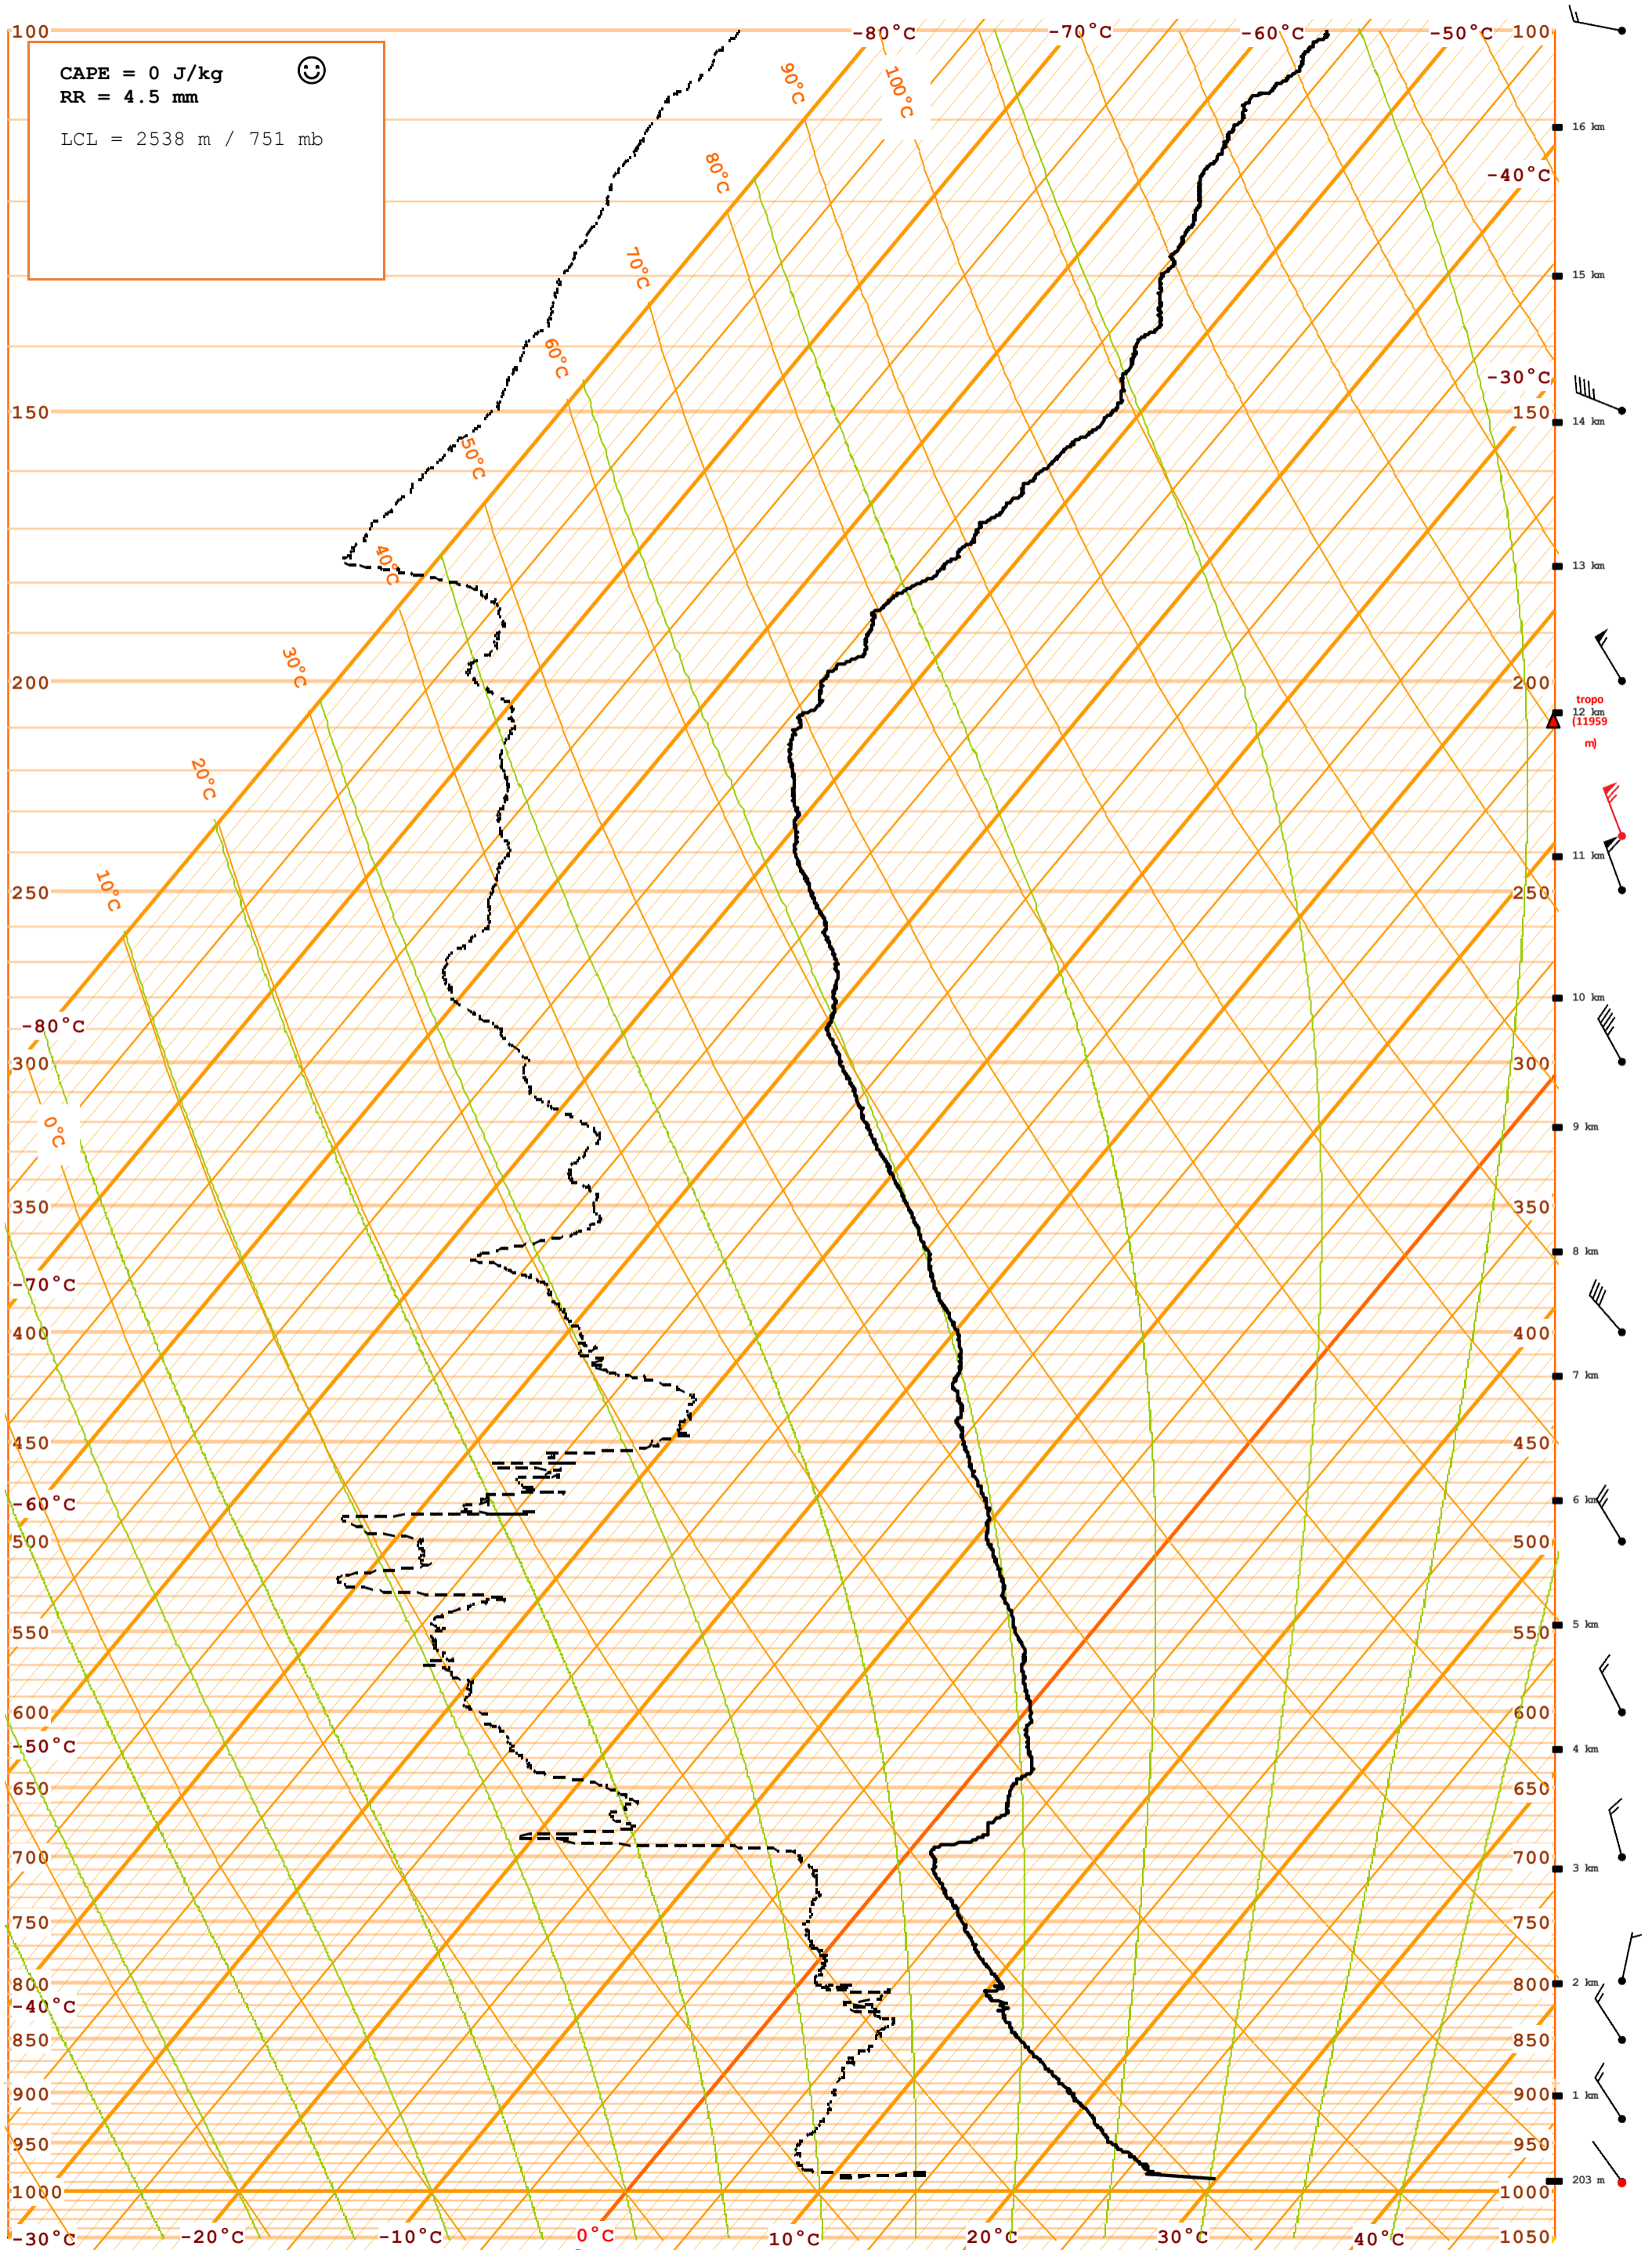 100 -80°C -70°C -60°C -50°C 100
CAPE = 0 J/kg ☺
RR = 4.5 mm
LCL = 2538 m / 751 mb
90°C 100°C
16 km
80°C -40°C
70°C 15 km
60°C -30°C
150 150
14 km
50°C
40°C 13 km
30°C
200 200
tropo
12 km
(11959
m)
20°C
11 km
250 250
10°C
10 km
-80°C
300 300
0°C 9 km
350 350
8 km
-70°C
400 400
7 km
450 450
-60°C 6 km
500 500
550 550 5 km
600 600
-50°C 4 km
650 650
700 700
3 km
750 750
800 800 2 km
-40°C
850 850
900 900 1 km
950 950
203 m
1000 1000
-30°C -20°C -10°C 0°C 10°C 20°C 30°C 40°C 1050